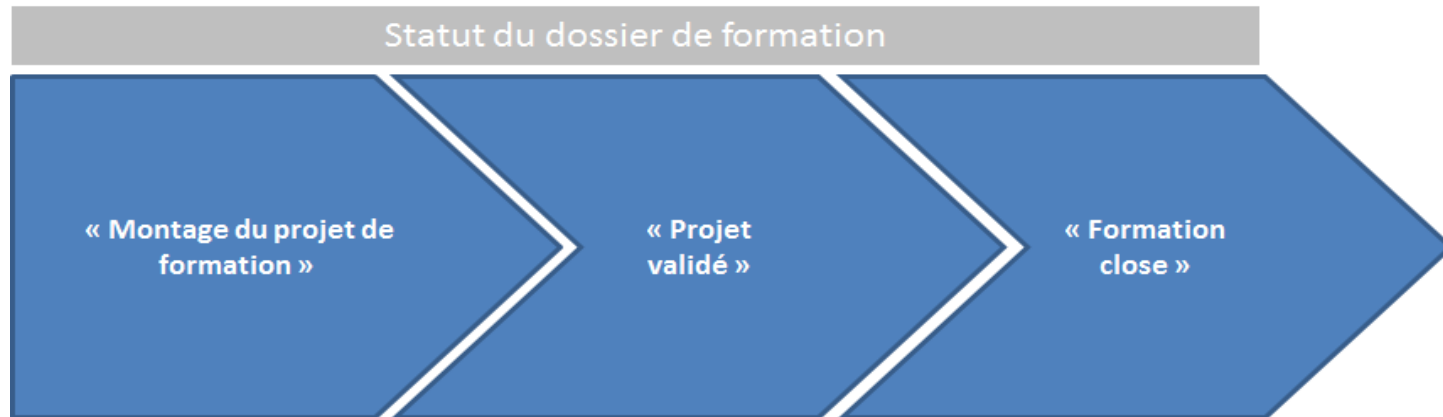 Statut du dossier de formation
« Montage du projet de
formation »
« Projet
validé »
« Formation
close »